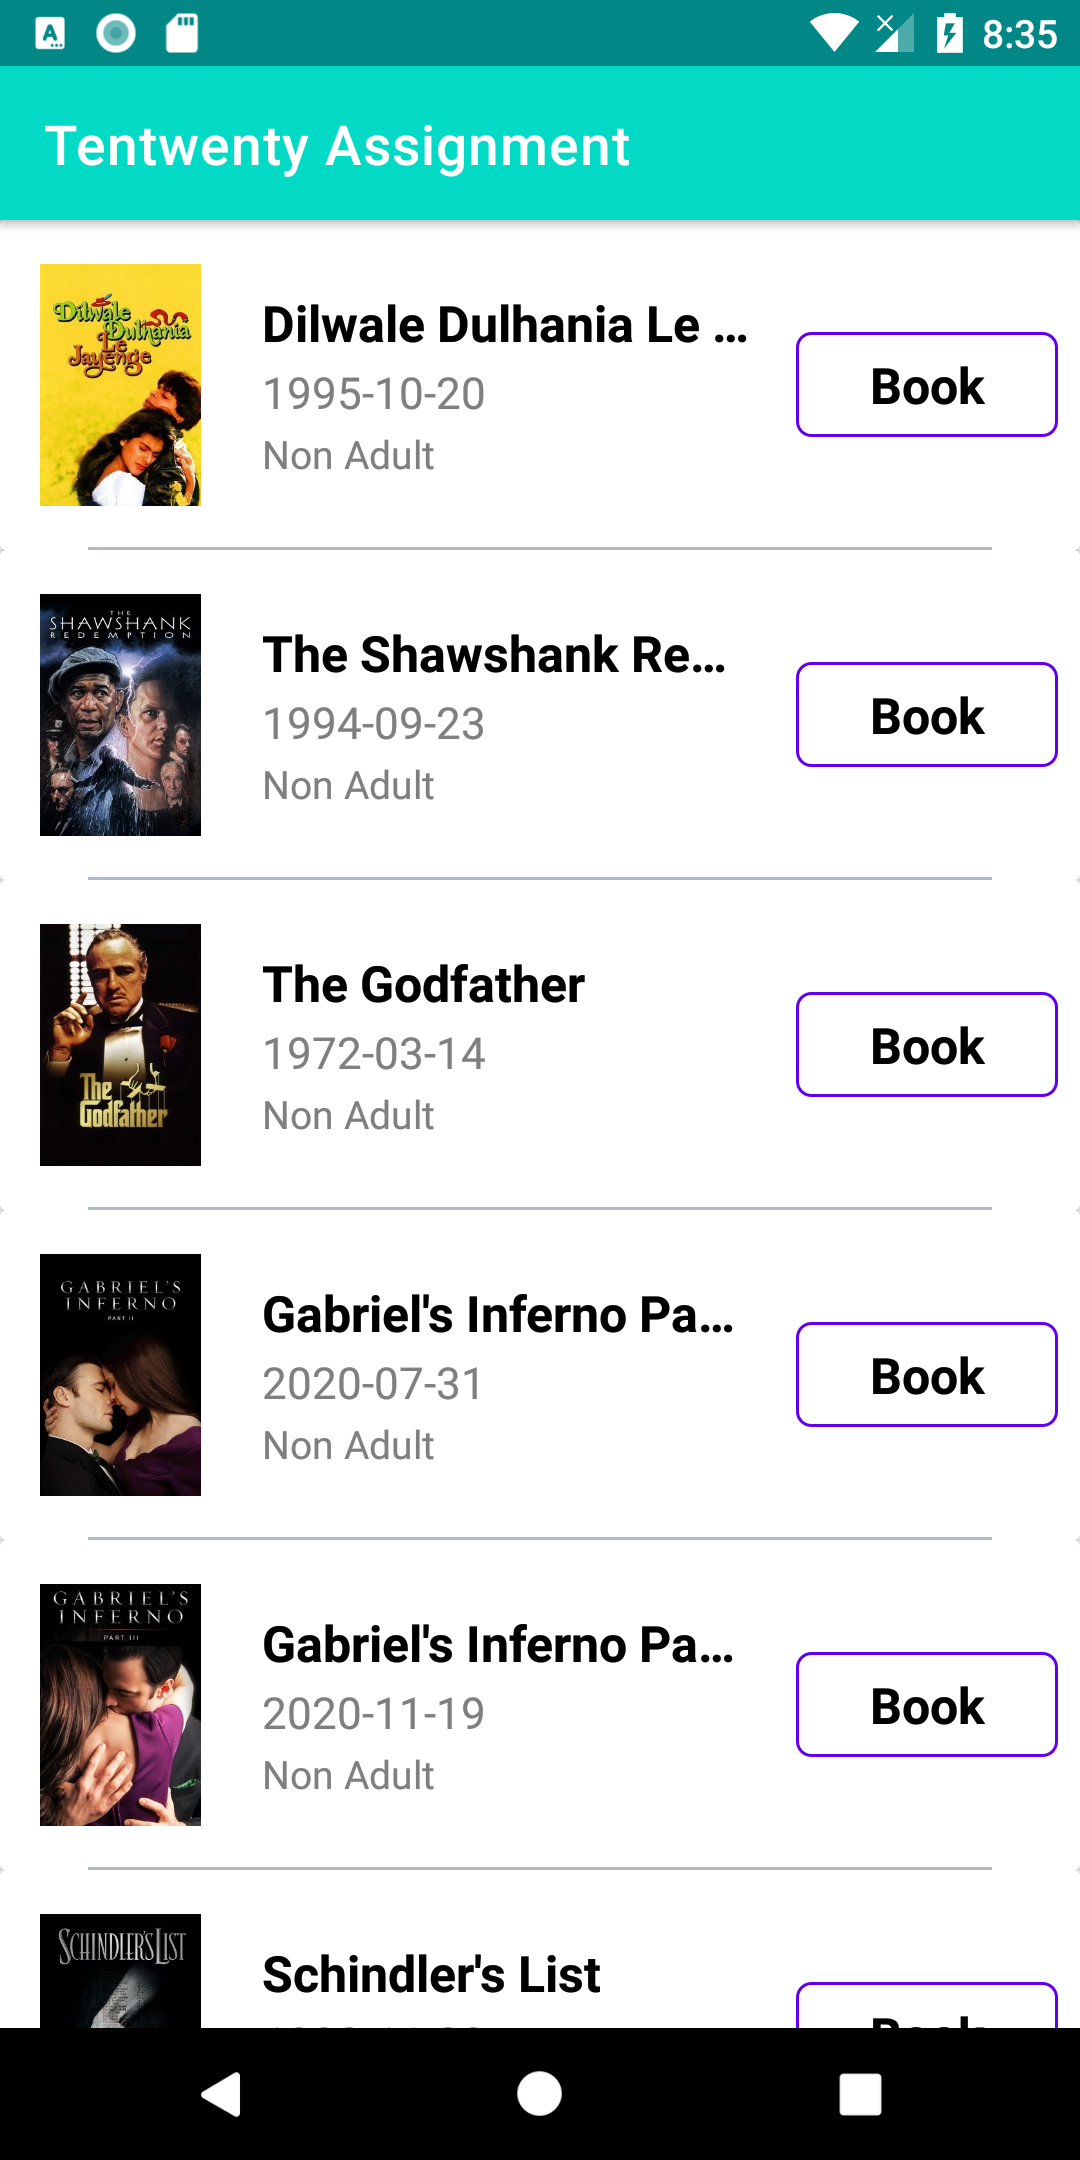 8:35
Tentwenty Assignment
Dilwale
Dulhania
Le
Jayenge
Dilwale Dulhania Le ...
1995-10-20
Non Adult
Book
THE
SHAWSHANK
REDEMPTION
The Shawshank Re...
1994-09-23
Non Adult
Book
The
Godfather
The Godfather
1972-03-14
Non Adult
Book
GABRIEL'S
INFERNO
PART II
Gabriel's Inferno Pa...
2020-07-31
Non Adult
Book
GABRIEL'S
INFERNO
PART III
Gabriel's Inferno Pa...
2020-11-19
Non Adult
Book
SCHINDLER'S LIST
Schindler's List
Book